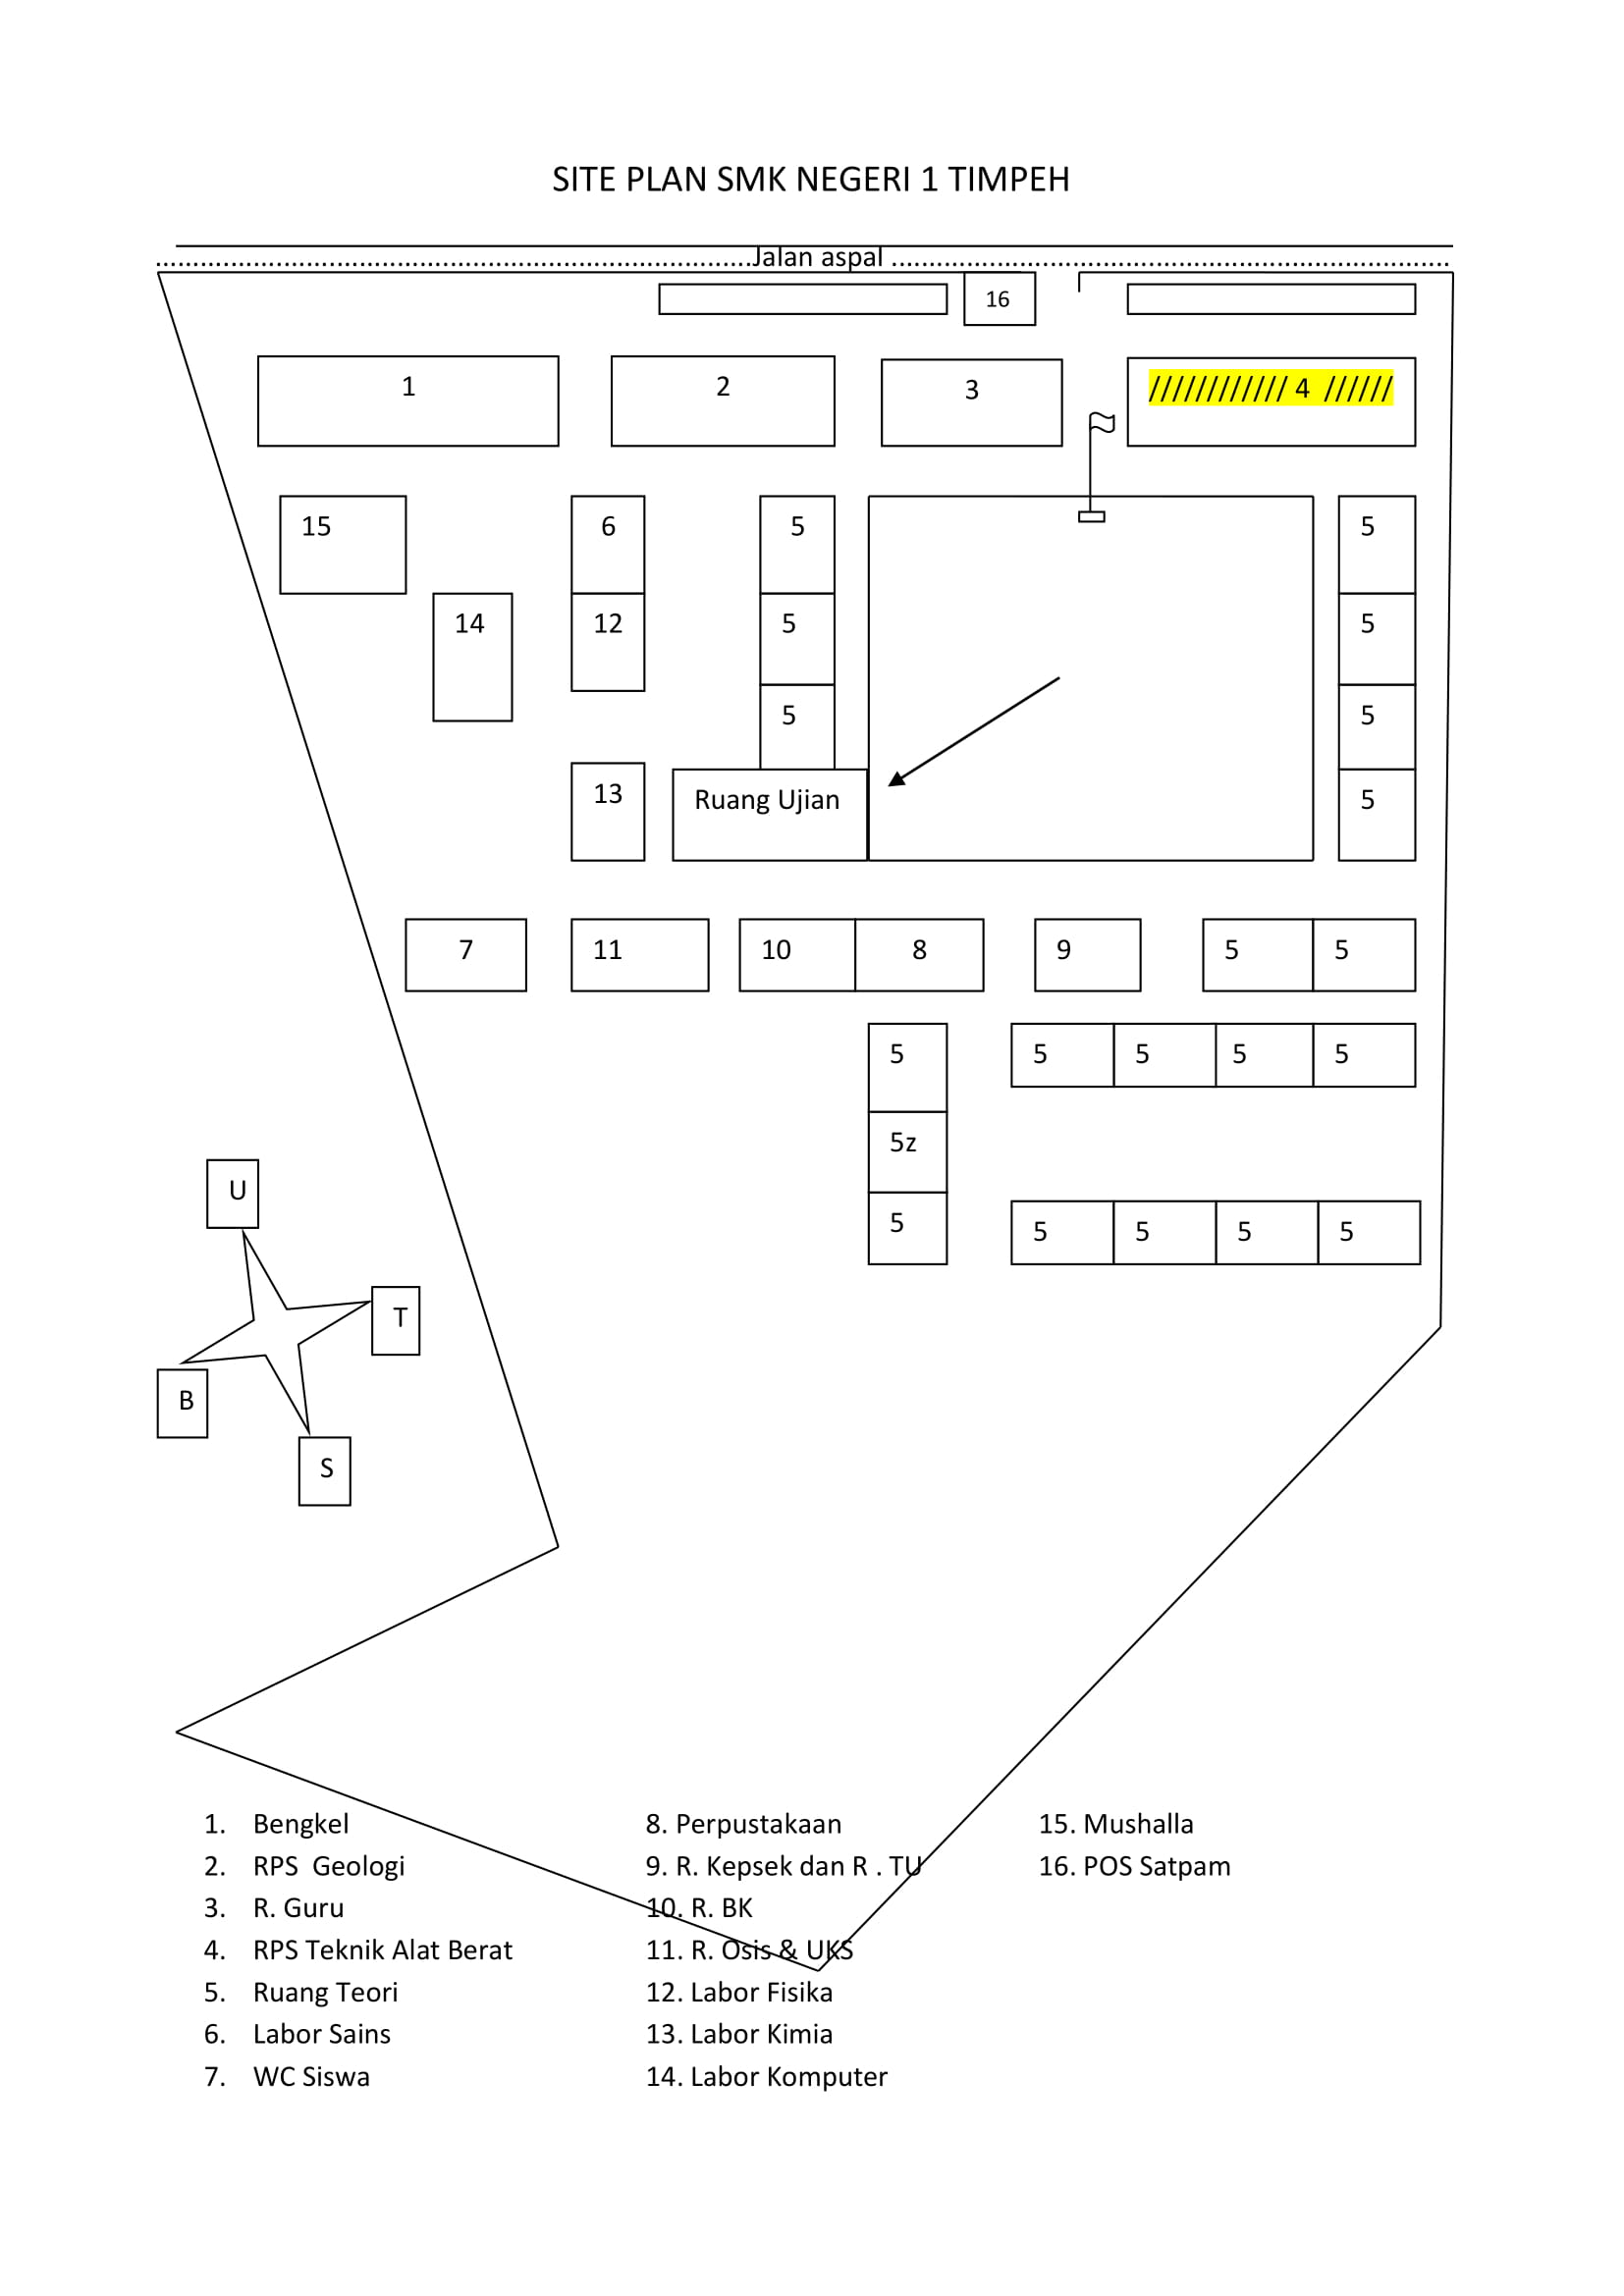 SITE PLAN SMK NEGERI 1 TIMPEH
................................................................................Jalan aspal ...........................................................................
16
1 2 3 //////////// 4 //////
15 6 5 5
14 12 5 5
5 5
13 Ruang Ujian 5
7 11 10 8 9 5 5
5 5 5 5 5
5z
5 5 5 5 5
U
T
B
S
1. Bengkel
2. RPS  Geologi
3. R. Guru
4. RPS Teknik Alat Berat
5. Ruang Teori
6. Labor Sains
7. WC Siswa
8. Perpustakaan
9. R. Kepsek dan R . TU
10. R. BK
11. R. Osis & UKS
12. Labor Fisika
13. Labor Kimia
14. Labor Komputer
15. Mushalla
16. POS Satpam